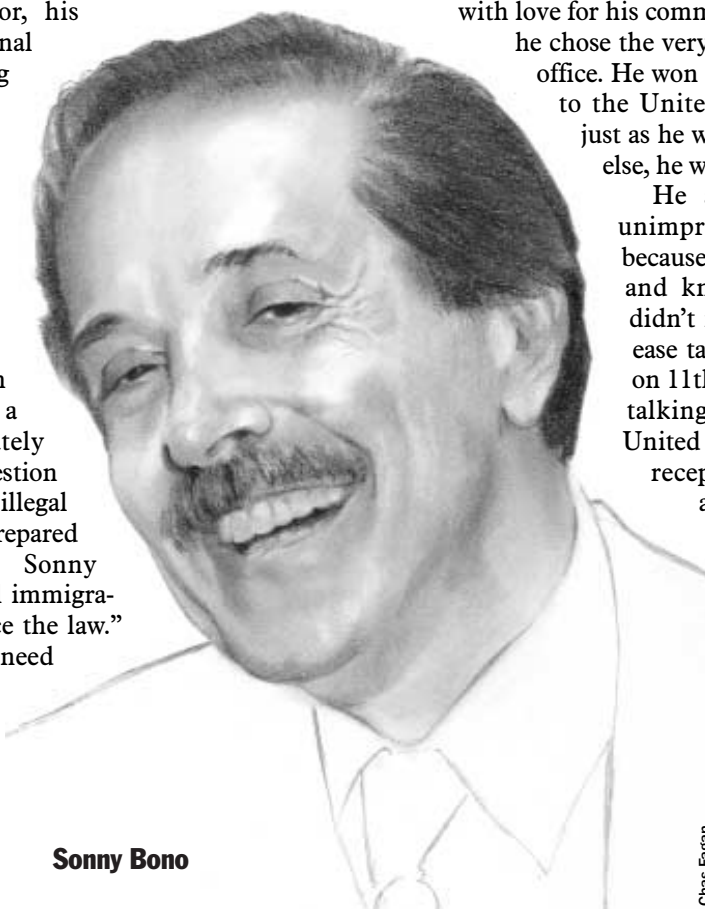 or, his
nal
g
n
a
tely
estion
illegal
repared
Sonny
immigra-
ce the law.”
need
with love for his comm
he chose the very
office. He won
to the Unite
just as he w
else, he w
He
unimpr
because
and kn
didn’t
ease ta
on 11th
talking
United
recep
a
Sonny Bono
Chas Fagan